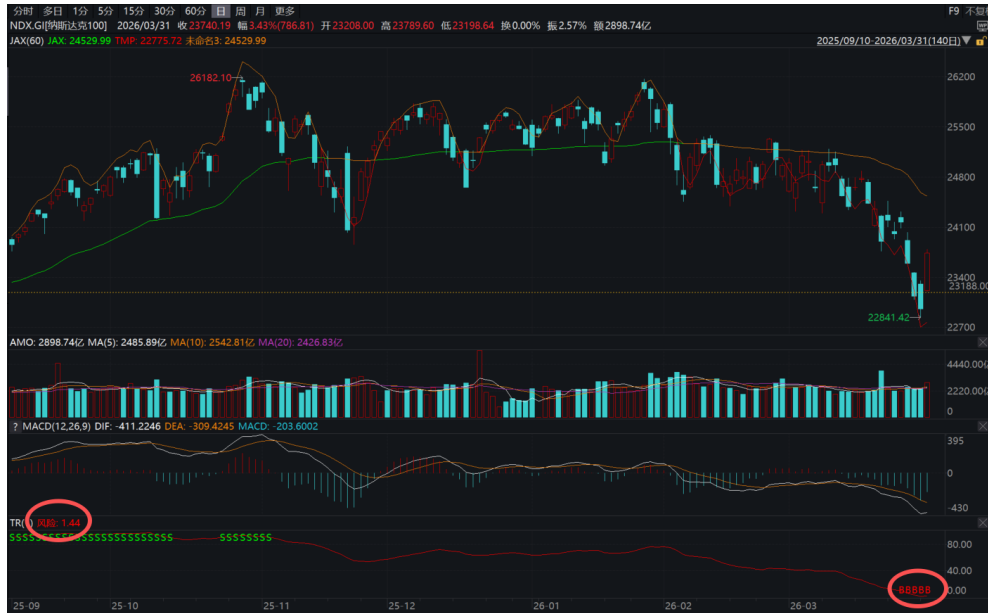 分时 多日 1分 5分 15分 30分 60分 日 周 月 更多 F9 不复权
NDX.GI[纳斯达克100] 2026/03/31 收23740.19 幅3.43%(786.81) 开23208.00 高23789.60 低23198.64 换0.00% 振2.57% 额2898.74亿
JAX(60) JAX: 24529.99 TMP: 22775.72 未命名3: 24529.99 2025/09/10-2026/03/31(140日)▼
26182.10
26200
25500
24800
24100
23400
23188.00
22841.42
22700
AMO: 2898.74亿 MA(5): 2485.89亿 MA(10): 2542.81亿 MA(20): 2426.83亿
4440.00亿
2220.00亿
0
? MACD(12,26,9) DIF: -411.2246 DEA: -309.4245 MACD: -203.6002
395
0
-430
风险: 1.44
80.00
40.00
0.00
BBBBB
25-09 25-10 25-11 25-12 26-01 26-02 26-03